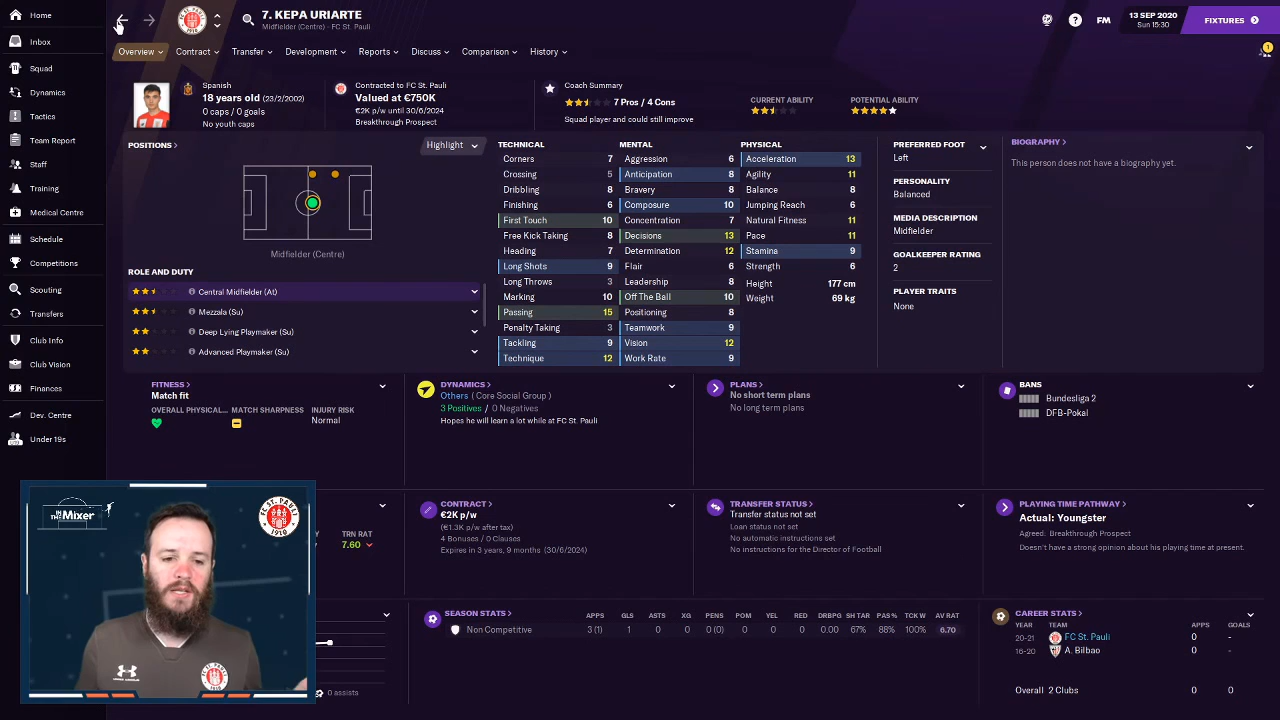 Home
Inbox
Squad
Dynamics
Tactics
Team Report
Staff
Training
Medical Centre
Schedule
Competitions
Scouting
Transfers
Club Info
Club Vision
Finances
Dev. Centre
Under 19s
7. KEPA URIARTE
Midfielder (Centre) - FC St. Pauli
FM
13 SEP 2020
Sun 15:30
FIXTURES
1
Overview
Contract
Transfer
Development
Reports
Discuss
Comparison
History
Spanish
18 years old (23/2/2002)
0 caps / 0 goals
No youth caps
Contracted to FC St. Pauli
Valued at €750K
€2K p/w until 30/6/2024
Breakthrough Prospect
Coach Summary
7 Pros / 4 Cons
Squad player and could still improve
CURRENT ABILITY
POTENTIAL ABILITY
POSITIONS
Highlight
Midfielder (Centre)
ROLE AND DUTY
Central Midfielder (At)
Mezzala (Su)
Deep Lying Playmaker (Su)
Advanced Playmaker (Su)
TECHNICAL
Corners 7
Crossing 5
Dribbling 8
Finishing 6
First Touch 10
Free Kick Taking 8
Heading 7
Long Shots 9
Long Throws 3
Marking 10
Passing 15
Penalty Taking 3
Tackling 9
Technique 12
MENTAL
Aggression 6
Anticipation 8
Bravery 8
Composure 10
Concentration 7
Decisions 13
Determination 12
Flair 6
Leadership 8
Off The Ball 10
Positioning 8
Teamwork 9
Vision 12
Work Rate 9
PHYSICAL
Acceleration 13
Agility 11
Balance 8
Jumping Reach 6
Natural Fitness 11
Pace 11
Stamina 9
Strength 6
Height 177 cm
Weight 69 kg
PREFERRED FOOT
Left
PERSONALITY
Balanced
MEDIA DESCRIPTION
Midfielder
GOALKEEPER RATING
2
PLAYER TRAITS
None
BIOGRAPHY
This person does not have a biography yet.
FITNESS
Match fit
OVERALL PHYSICAL... MATCH SHARPNESS INJURY RISK
Normal
DYNAMICS
Others ( Core Social Group )
3 Positives / 0 Negatives
Hopes he will learn a lot while at FC St. Pauli
PLANS
No short term plans
No long term plans
BANS
Bundesliga 2
DFB-Pokal
TRN RAT
7.60
CONTRACT
€2K p/w
(€1.3K p/w after tax)
4 Bonuses / 0 Clauses
Expires in 3 years, 9 months (30/6/2024)
TRANSFER STATUS
Transfer status not set
Loan status not set
No automatic instructions set
No instructions for the Director of Football
PLAYING TIME PATHWAY
Actual: Youngster
Agreed: Breakthrough Prospect
Doesn't have a strong opinion about his playing time at present.
0 assists
SEASON STATS
APPS GLS ASTS XG PENS POM YEL RED DRBPG SH TAR PAS% TCK W AV RAT
Non Competitive 3 (1) 1 0 0 0 (0) 0 0 0 0.00 67% 88% 100% 6.70
CAREER STATS
YEAR TEAM APPS GOALS
20-21 FC St. Pauli 0 -
16-20 A. Bilbao 0 -
Overall 2 Clubs 0 0
IN THE Mixer
FC ST. PAULI
1910